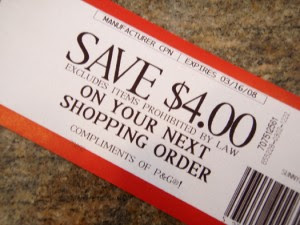 MANUFACTURER CPN EXPIRES 03/16/08
SAVE $4.00
EXCLUDES ITEMS PROHIBITED BY LAW
ON YOUR NEXT
SHOPPING ORDER
COMPLIMENTS OF P&G®!